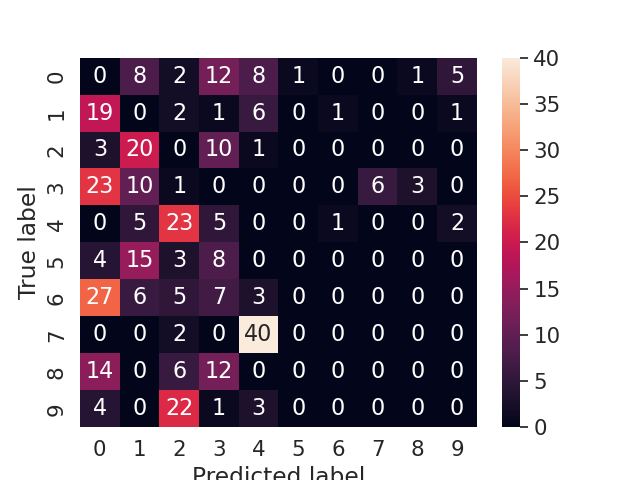 0 0 8 2 12 8 1 0 0 1 5
1 19 0 2 1 6 0 1 0 0 1
2 3 20 0 10 1 0 0 0 0 0
3 23 10 1 0 0 0 0 6 3 0
4 0 5 23 5 0 0 1 0 0 2
5 4 15 3 8 0 0 0 0 0 0
6 27 6 5 7 3 0 0 0 0 0
7 0 0 2 0 40 0 0 0 0 0
8 14 0 6 12 0 0 0 0 0 0
9 4 0 22 1 3 0 0 0 0 0
0 1 2 3 4 5 6 7 8 9
Predicted label
True label
40
35
30
25
20
15
10
5
0